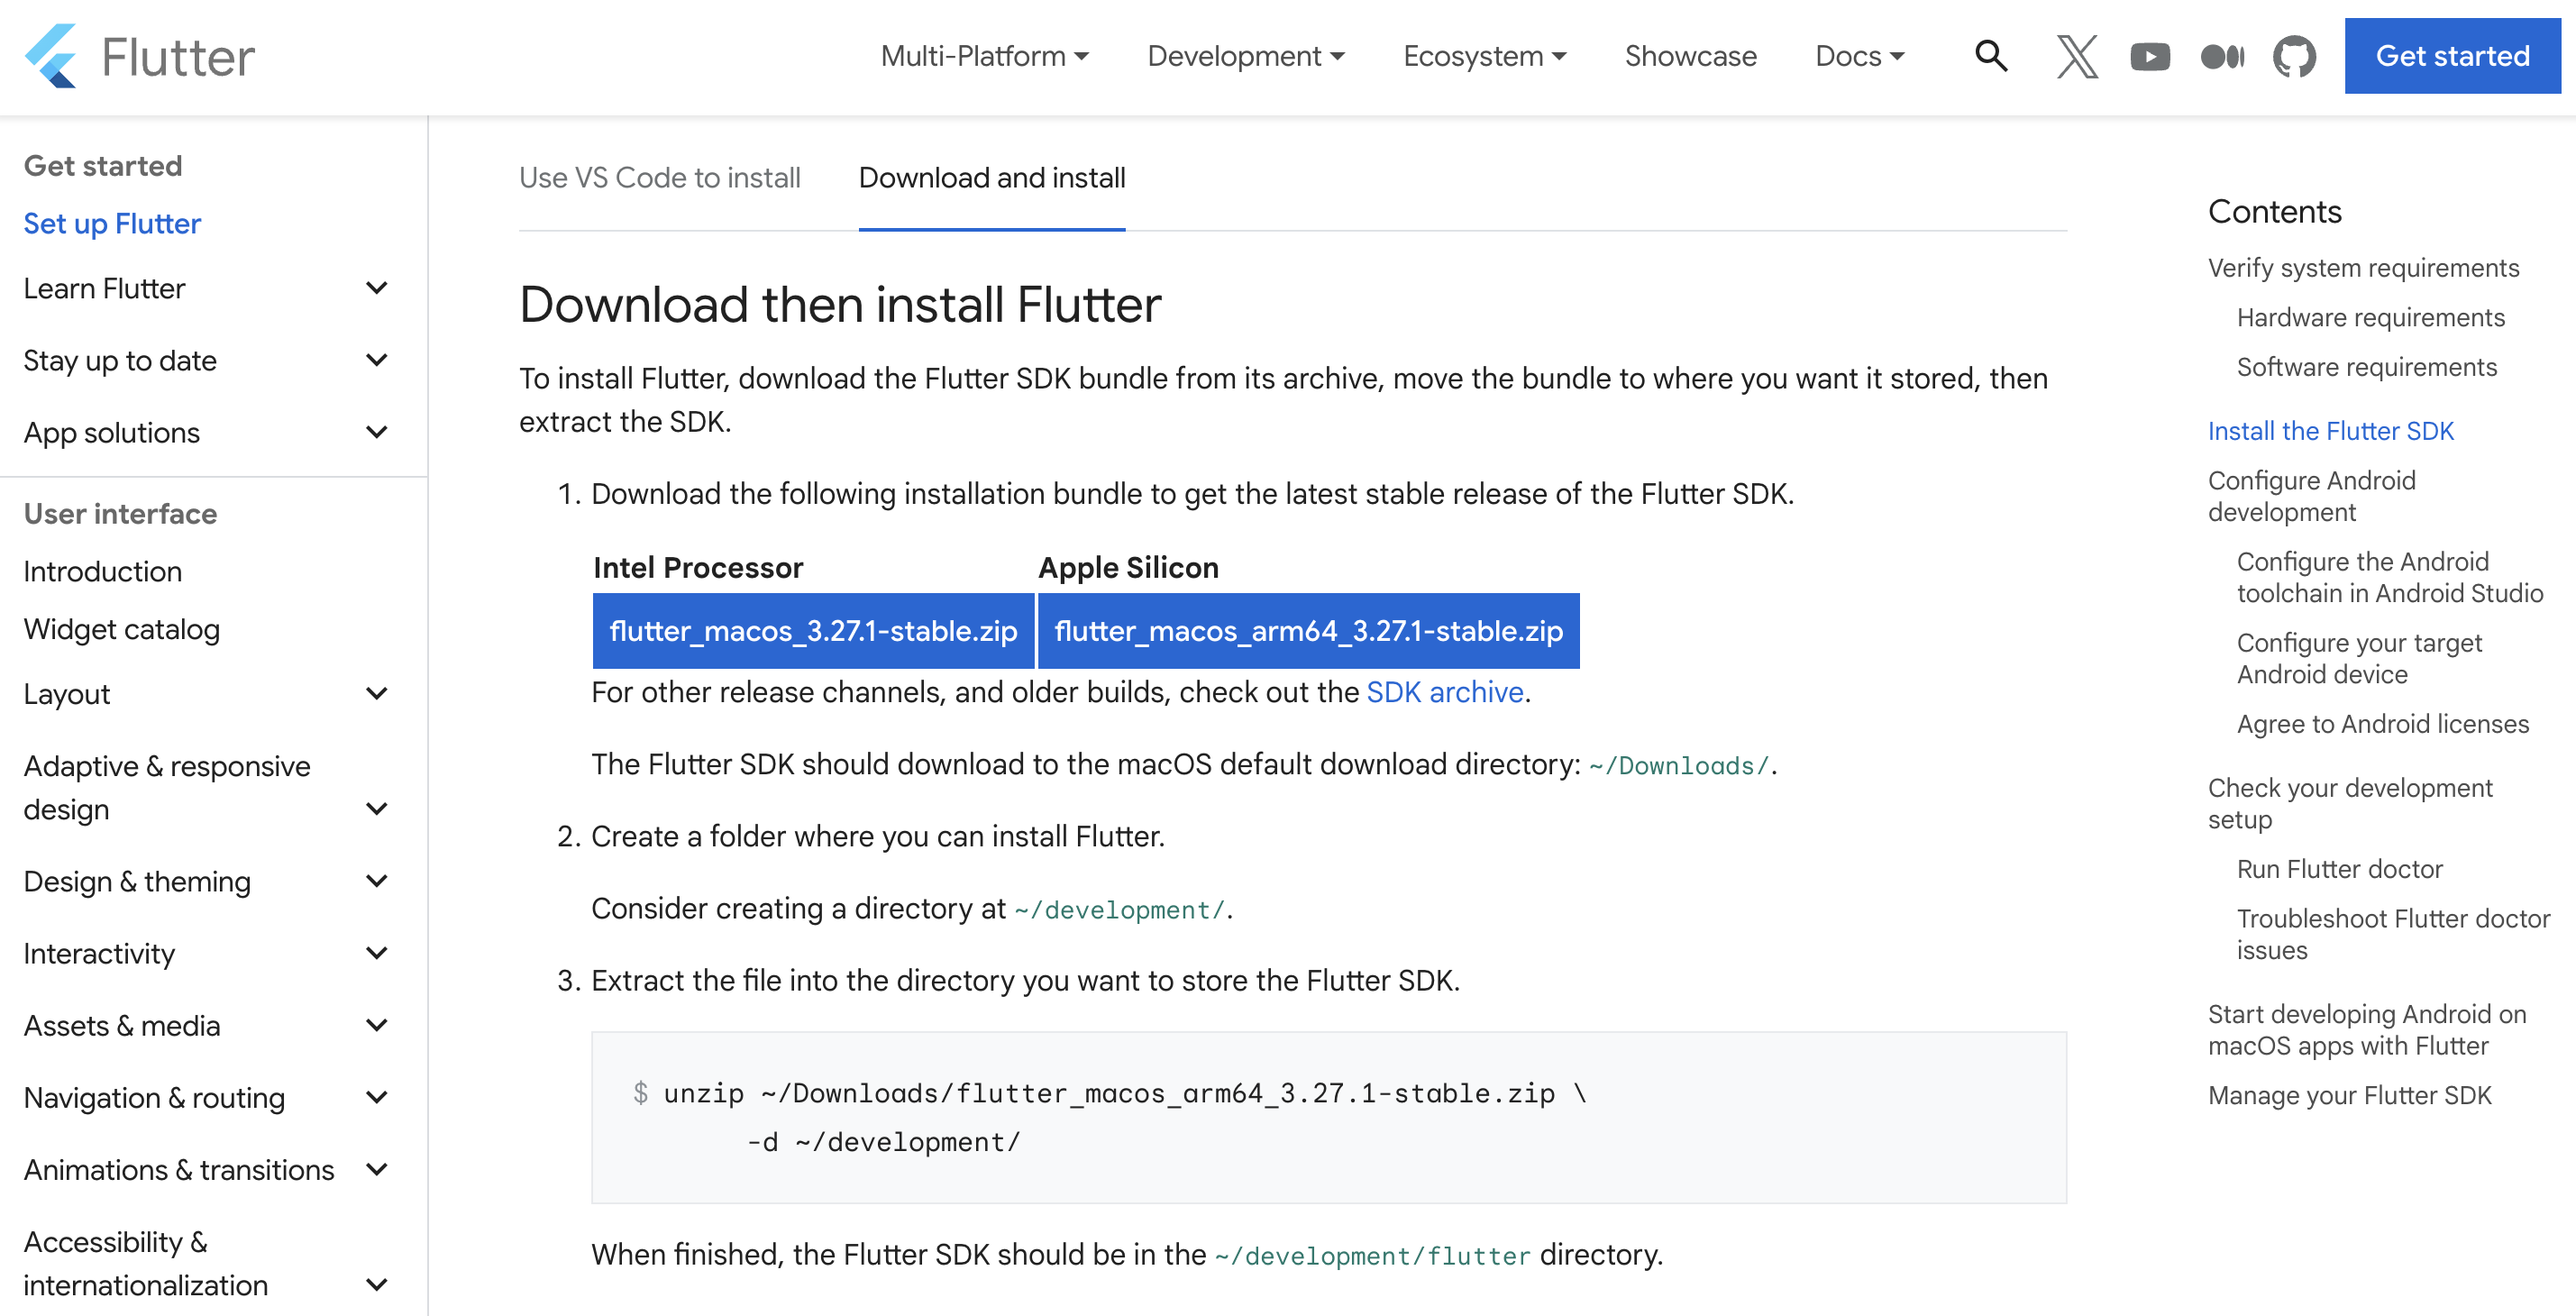 Flutter
Multi-Platform
Development
Ecosystem
Showcase
Docs
Get started
Get started
Set up Flutter
Learn Flutter
Stay up to date
App solutions
User interface
Introduction
Widget catalog
Layout
Adaptive & responsive
design
Design & theming
Interactivity
Assets & media
Navigation & routing
Animations & transitions
Accessibility &
internationalization
Use VS Code to install
Download and install
Download then install Flutter
To install Flutter, download the Flutter SDK bundle from its archive, move the bundle to where you want it stored, then
extract the SDK.
1. Download the following installation bundle to get the latest stable release of the Flutter SDK.
Intel Processor
Apple Silicon
flutter_macos_3.27.1-stable.zip
flutter_macos_arm64_3.27.1-stable.zip
For other release channels, and older builds, check out the SDK archive.
The Flutter SDK should download to the macOS default download directory: ~/Downloads/.
2. Create a folder where you can install Flutter.
Consider creating a directory at ~/development/.
3. Extract the file into the directory you want to store the Flutter SDK.
$ unzip ~/Downloads/flutter_macos_arm64_3.27.1-stable.zip \
-d ~/development/
When finished, the Flutter SDK should be in the ~/development/flutter directory.
Contents
Verify system requirements
Hardware requirements
Software requirements
Install the Flutter SDK
Configure Android
development
Configure the Android
toolchain in Android Studio
Configure your target
Android device
Agree to Android licenses
Check your development
setup
Run Flutter doctor
Troubleshoot Flutter doctor
issues
Start developing Android on
macOS apps with Flutter
Manage your Flutter SDK